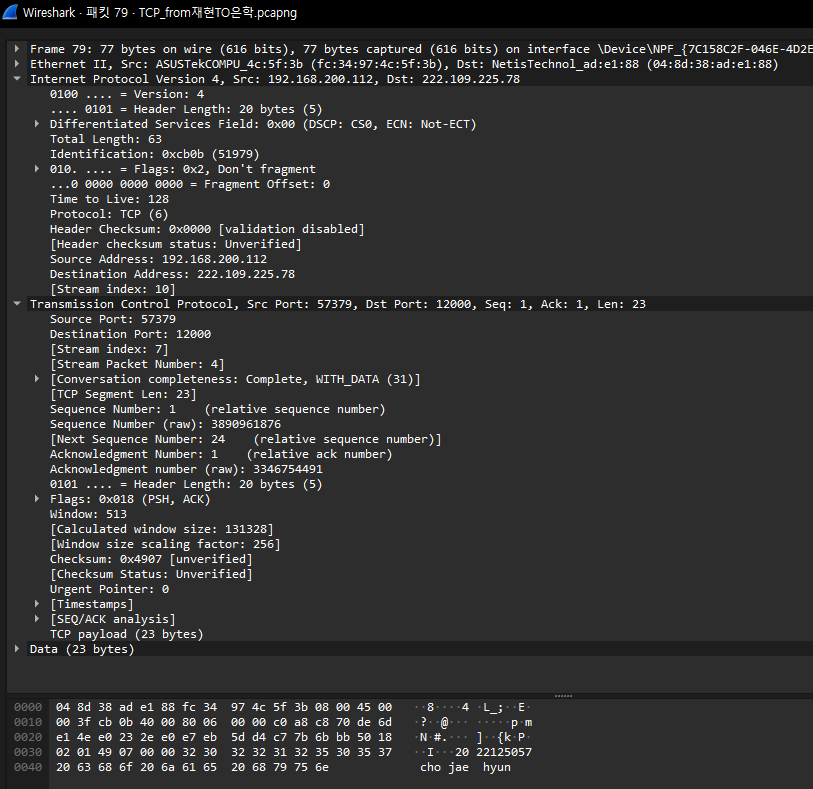 Wireshark · 패킷 79 · TCP_from재현TO은학.pcapng
Frame 79: 77 bytes on wire (616 bits), 77 bytes captured (616 bits) on interface \Device\NPF_{7C158C2F-046E-4D2E
Ethernet II, Src: ASUSTekCOMPU_4c:5f:3b (fc:34:97:4c:5f:3b), Dst: NetisTechnol_ad:e1:88 (04:8d:38:ad:e1:88)
Internet Protocol Version 4, Src: 192.168.200.112, Dst: 222.109.225.78
0100 .... = Version: 4
.... 0101 = Header Length: 20 bytes (5)
Differentiated Services Field: 0x00 (DSCP: CS0, ECN: Not-ECT)
Total Length: 63
Identification: 0xcb0b (51979)
010. .... = Flags: 0x2, Don't fragment
...0 0000 0000 0000 = Fragment Offset: 0
Time to Live: 128
Protocol: TCP (6)
Header Checksum: 0x0000 [validation disabled]
[Header checksum status: Unverified]
Source Address: 192.168.200.112
Destination Address: 222.109.225.78
[Stream index: 10]
Transmission Control Protocol, Src Port: 57379, Dst Port: 12000, Seq: 1, Ack: 1, Len: 23
Source Port: 57379
Destination Port: 12000
[Stream index: 7]
[Stream Packet Number: 4]
[Conversation completeness: Complete, WITH_DATA (31)]
[TCP Segment Len: 23]
Sequence Number: 1    (relative sequence number)
Sequence Number (raw): 3890961876
[Next Sequence Number: 24    (relative sequence number)]
Acknowledgment Number: 1    (relative ack number)
Acknowledgment number (raw): 3346754491
0101 .... = Header Length: 20 bytes (5)
Flags: 0x018 (PSH, ACK)
Window: 513
[Calculated window size: 131328]
[Window size scaling factor: 256]
Checksum: 0x4907 [unverified]
[Checksum Status: Unverified]
Urgent Pointer: 0
[Timestamps]
[SEQ/ACK analysis]
TCP payload (23 bytes)
Data (23 bytes)
0000  04 8d 38 ad e1 88 fc 34  97 4c 5f 3b 08 00 45 00  ··8····4 ·L_;··E·
0010  00 3f cb 0b 40 00 80 06  00 00 c0 a8 c8 70 de 6d  ·?··@··· ·····p·m
0020  e1 4e e0 23 2e e0 e7 eb  5d d4 c7 7b 6b bb 50 18  ·N·#.··· ]··{k·P·
0030  02 01 49 07 00 00 32 30  32 32 31 32 35 30 35 37  ··I···20 22125057
0040  20 63 68 6f 20 6a 61 65  20 68 79 75 6e  cho jae  hyun